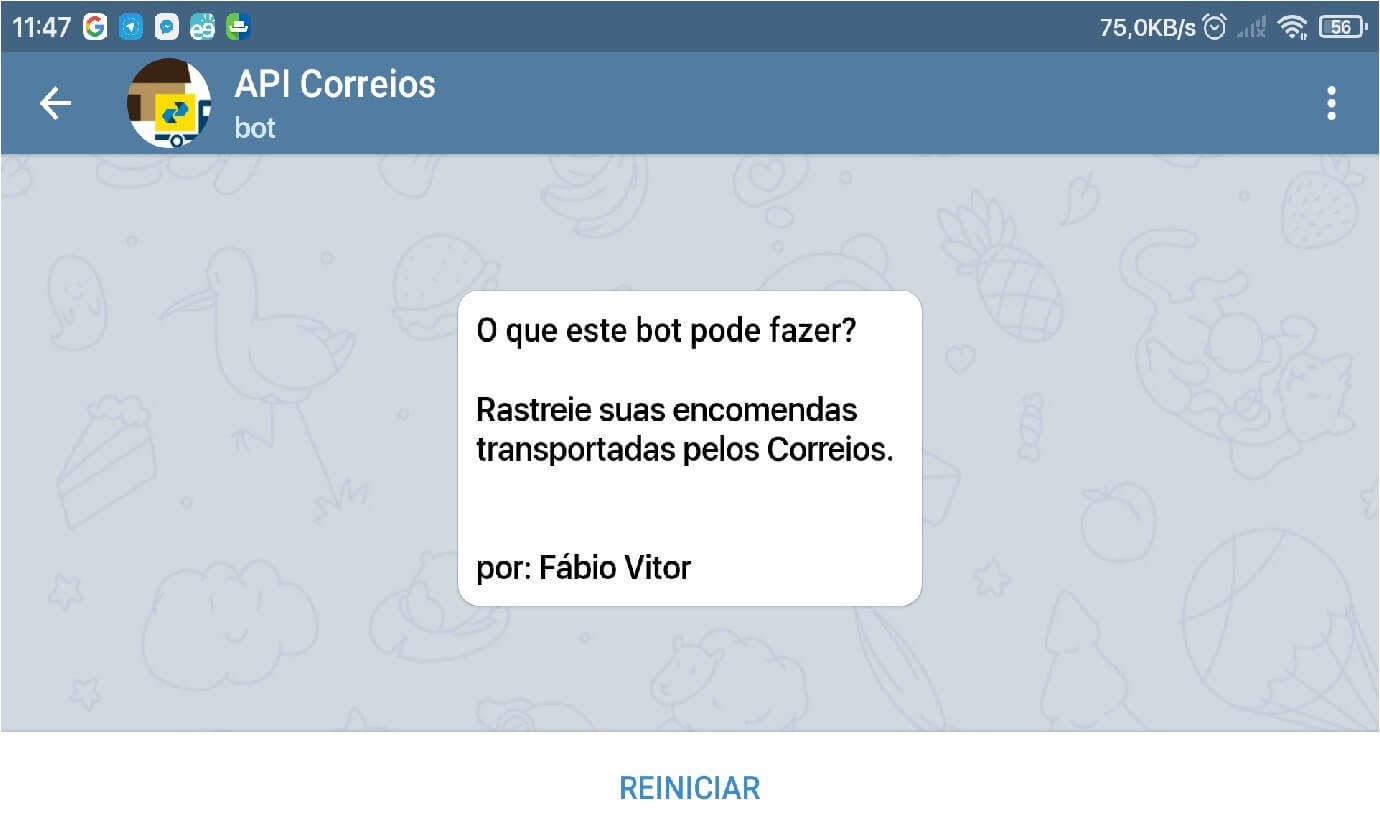 11:47
75,0KB/s
56
API Correios
bot
O que este bot pode fazer?
Rastreie suas encomendas
transportadas pelos Correios.
por: Fábio Vitor
REINICIAR